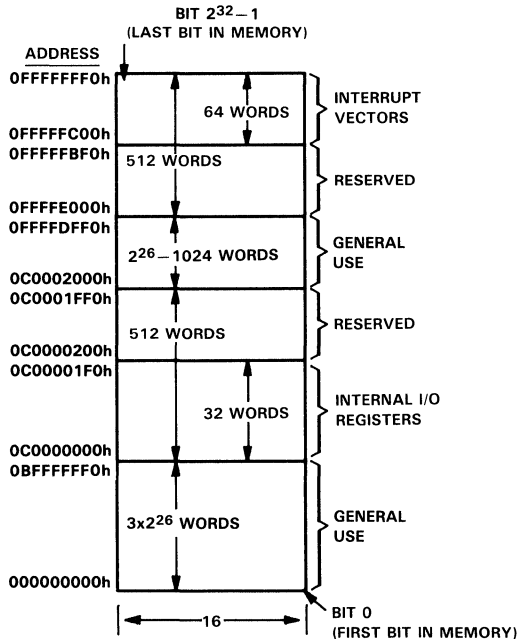 BIT 2³²−1
(LAST BIT IN MEMORY)
ADDRESS
0FFFFFFF0h
64 WORDS
INTERRUPT
VECTORS
0FFFFFC00h
0FFFFFBF0h
512 WORDS
RESERVED
0FFFFE000h
0FFFFDFF0h
2²⁶−1024 WORDS
GENERAL
USE
0C0002000h
0C0001FF0h
512 WORDS
RESERVED
0C0000200h
0C00001F0h
32 WORDS
INTERNAL I/O
REGISTERS
0C0000000h
0BFFFFFF0h
3x2²⁶ WORDS
GENERAL
USE
000000000h
16
BIT 0
(FIRST BIT IN MEMORY)